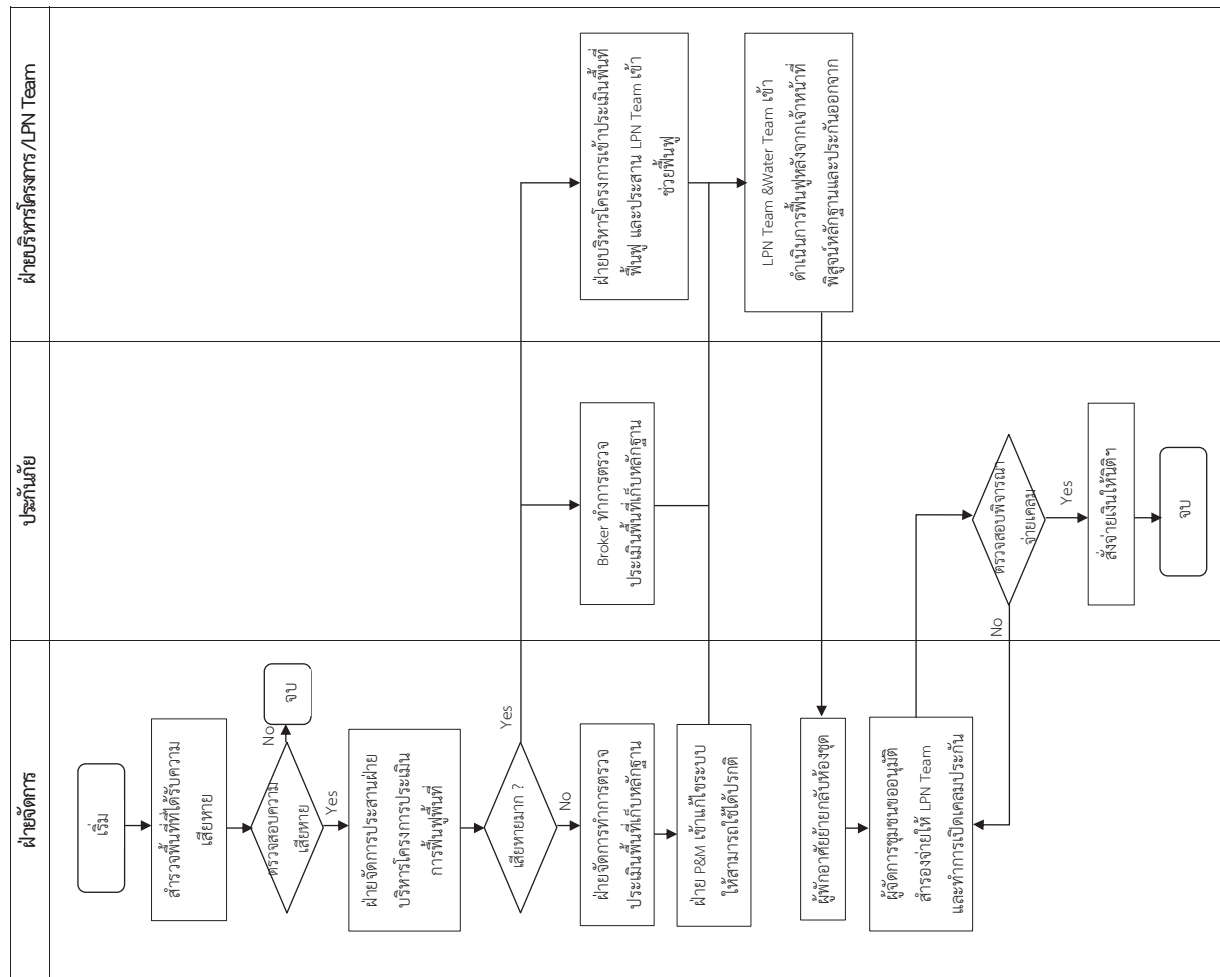 ฝ่ายจัดการ
ประกันภัย
ฝ่ายบริหารโครงการ/LPN Team
เริ่ม
สำรวจพื้นที่ที่ได้รับความ
เสียหาย
ตรวจสอบความ
เสียหาย
No
จบ
Yes
ฝ่ายจัดการประสานฝ่าย
บริหารโครงการประเมิน
การฟื้นฟูพื้นที่
เสียหายมาก ?
Yes
No
ฝ่ายจัดการทำการตรวจ
ประเมินพื้นที่เก็บหลักฐาน
Broker ทำการตรวจ
ประเมินพื้นที่เก็บหลักฐาน
ฝ่ายบริหารโครงการเข้าประเมินพื้นที่
ฟื้นฟู และประสาน LPN Team เข้า
ช่วยฟื้นฟู
ฝ่าย P&M เข้าแก้ไขระบบ
ให้สามารถใช้ได้ปรกติ
LPN Team &Water Team เข้า
ดำเนินการฟื้นฟูหลังจากเจ้าหน้าที่
พิสูจน์หลักฐานและประกันออกจาก
ผู้พักอาศัยย้ายกลับห้องชุด
ผู้จัดการชุมชนขออนุมัติ
สำรองจ่ายให้ LPN Team
และทำการเปิดเคลมประกัน
ตรวจสอบพิจารณา
จ่ายเคลม
No
Yes
สั่งจ่ายเงินให้นิติฯ
จบ